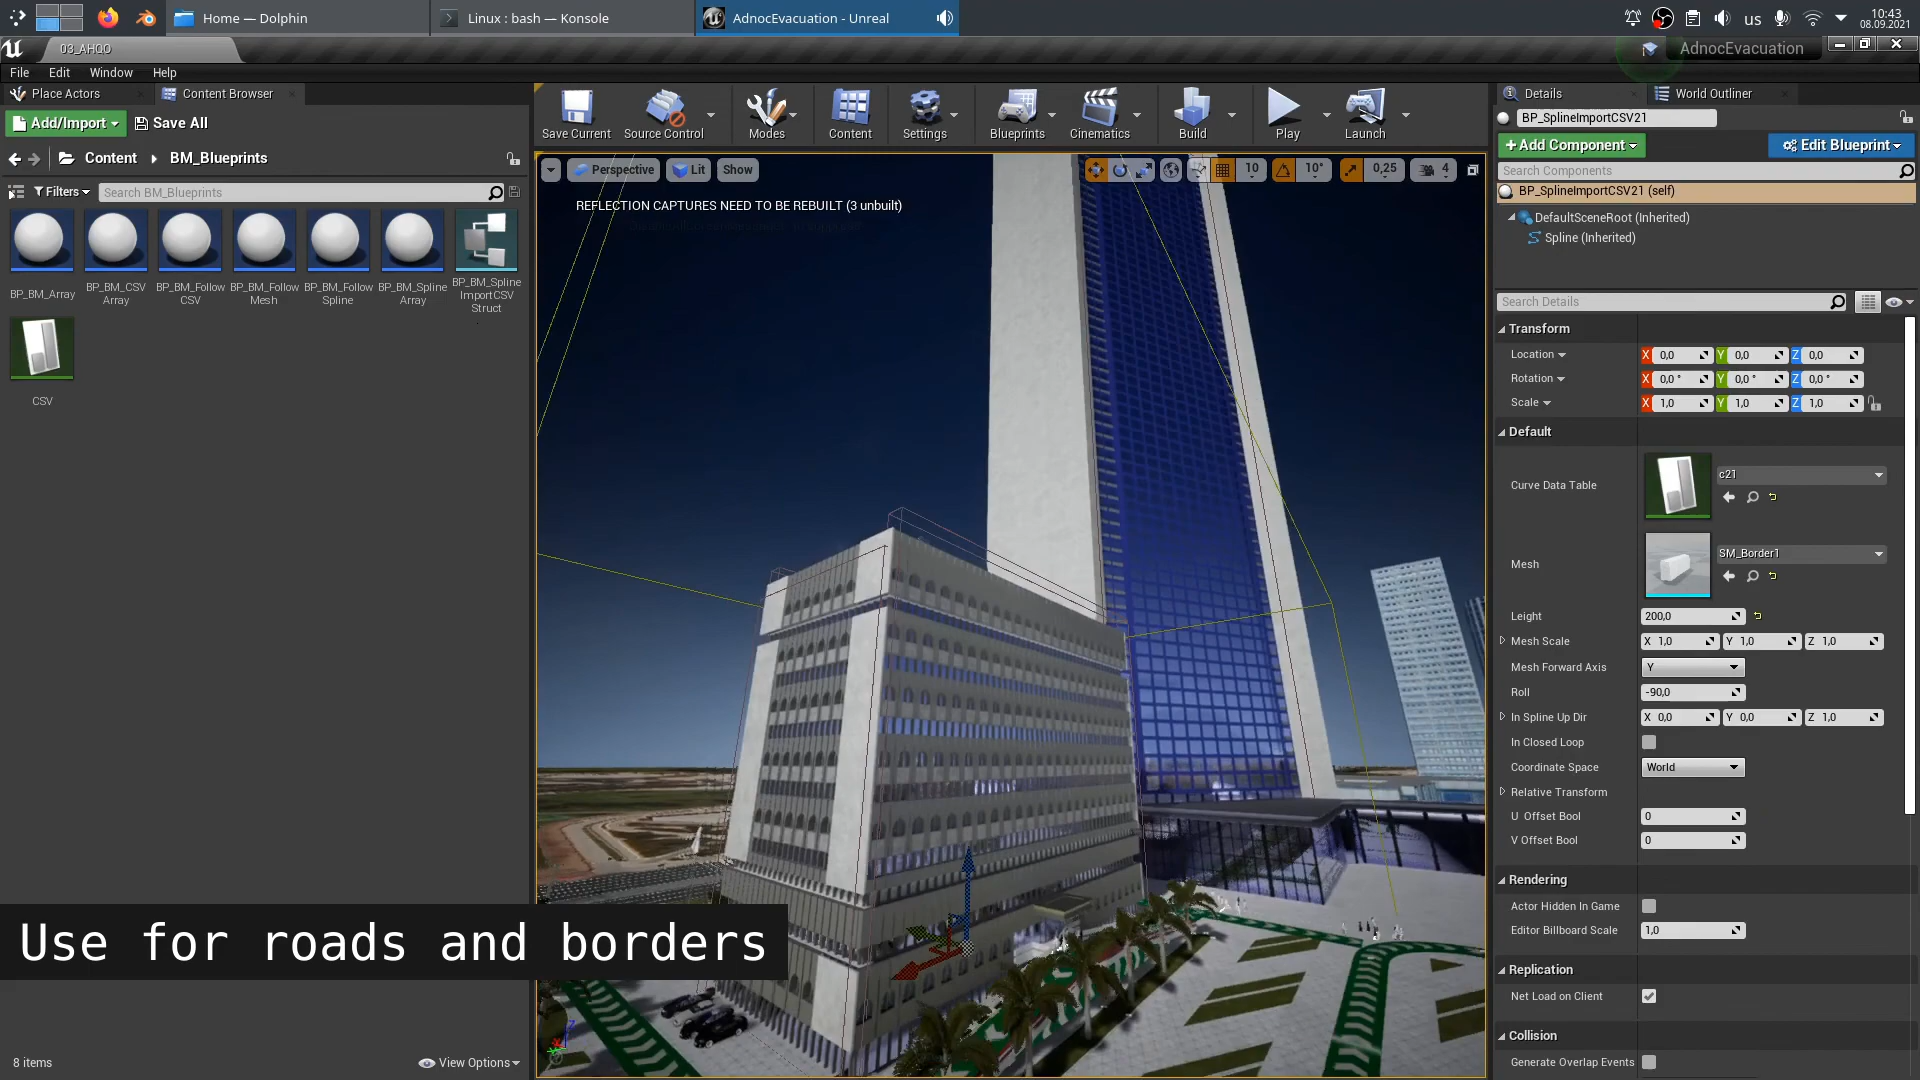 Home — Dolphin
Linux : bash — Konsole
AdnocEvacuation - Unreal
us
10:43
08.09.2021
03_AHQO
AdnocEvacuation
File Edit Window Help
Place Actors
Content Browser
Details
World Outliner
Add/Import
Save All
Save Current
Source Control
Modes
Content
Settings
Blueprints
Cinematics
Build
Play
Launch
BP_SplineImportCSV21
+Add Component
Edit Blueprint
Content
BM_Blueprints
Filters
Search BM_Blueprints
Perspective
Lit
Show
10
10°
0,25
4
Search Components
BP_SplineImportCSV21 (self)
DefaultSceneRoot (Inherited)
Spline (Inherited)
REFLECTION CAPTURES NEED TO BE REBUILT (3 unbuilt)
BP_BM_Array
BP_BM_CSV
Array
BP_BM_Follow
CSV
BP_BM_Follow
Mesh
BP_BM_Follow
Spline
BP_BM_Spline
Array
BP_BM_Spline
ImportCSV
Struct
CSV
Search Details
Transform
Location X 0,0 Y 0,0 Z 0,0
Rotation X 0,0 ° Y 0,0 ° Z 0,0 °
Scale X 1,0 Y 1,0 Z 1,0
Default
Curve Data Table
c21
Mesh
SM_Border1
Leight 200,0
Mesh Scale X 1,0 Y 1,0 Z 1,0
Mesh Forward Axis Y
Roll -90,0
In Spline Up Dir X 0,0 Y 0,0 Z 1,0
In Closed Loop
Coordinate Space World
Relative Transform
U Offset Bool 0
V Offset Bool 0
Rendering
Actor Hidden In Game
Editor Billboard Scale 1,0
Replication
Net Load on Client
Collision
Generate Overlap Events
Use for roads and borders
8 items
View Options